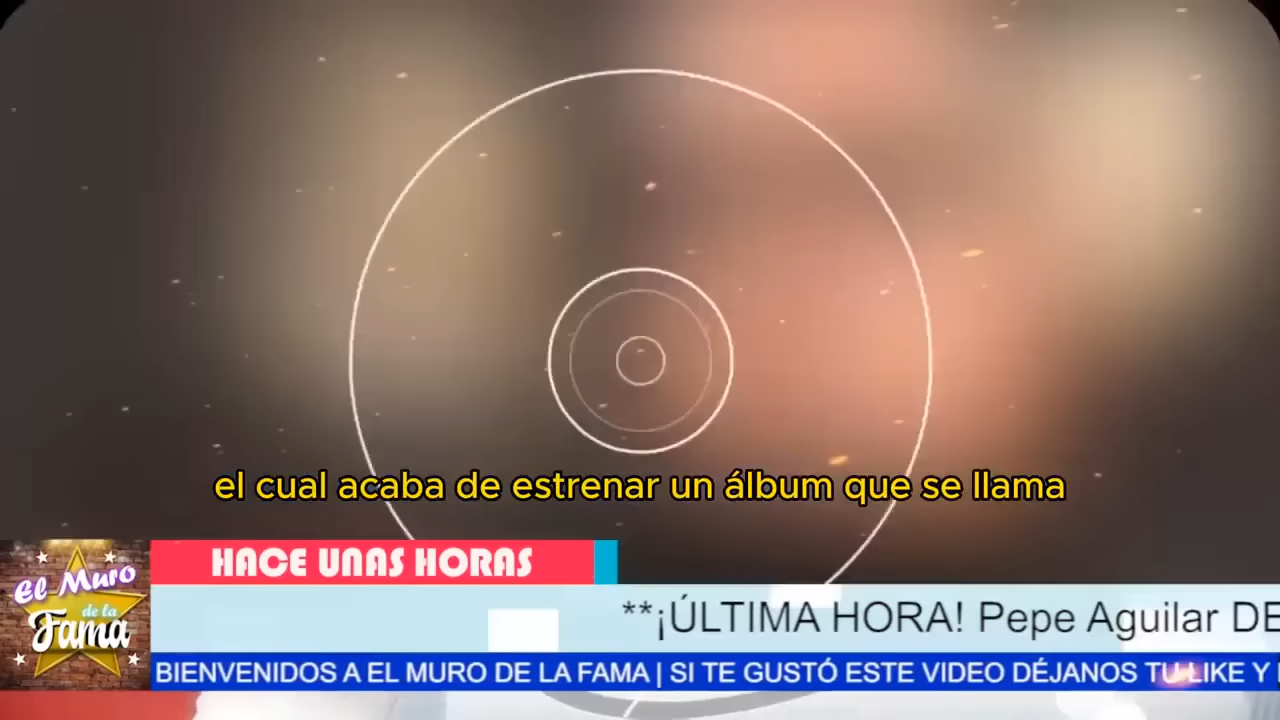 el cual acaba de estrenar un álbum que se llama
HACE UNAS HORAS
El Muro
de la
Fama
**¡ÚLTIMA HORA! Pepe Aguilar DE
BIENVENIDOS A EL MURO DE LA FAMA | SI TE GUSTÓ ESTE VIDEO DÉJANOS TU LIKE Y